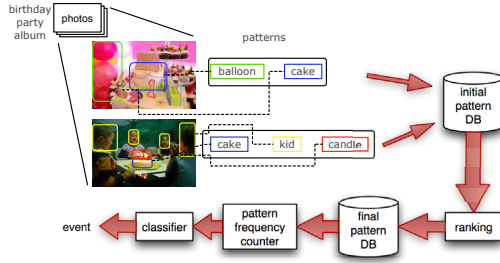 birthday
party
album
photos
patterns
balloon
cake
cake
kid
candle
initial
pattern
DB
ranking
final
pattern
DB
pattern
frequency
counter
classifier
event